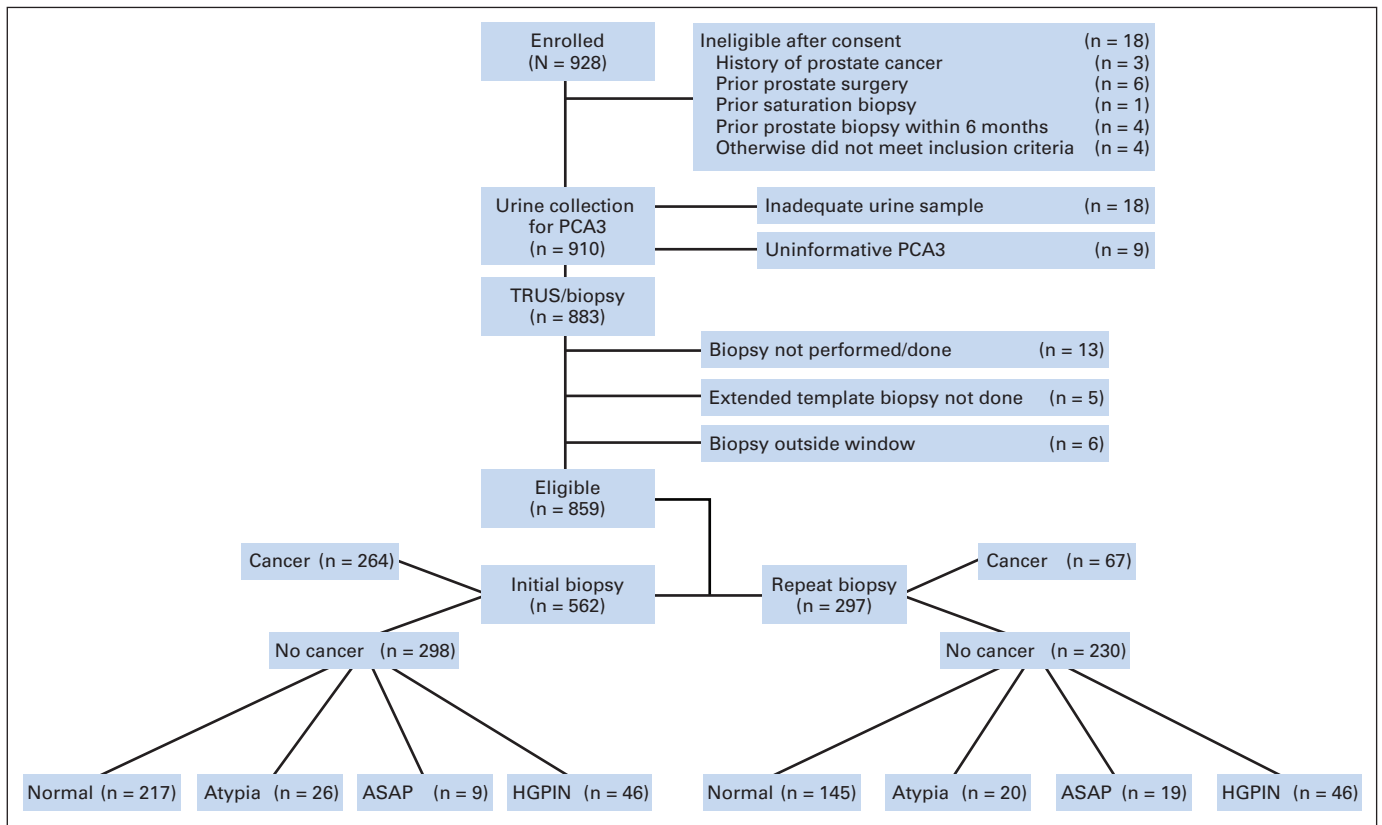 Enrolled
(N = 928)
Ineligible after consent (n = 18)
History of prostate cancer (n = 3)
Prior prostate surgery (n = 6)
Prior saturation biopsy (n = 1)
Prior prostate biopsy within 6 months (n = 4)
Otherwise did not meet inclusion criteria (n = 4)
Urine collection
for PCA3
(n = 910)
Inadequate urine sample (n = 18)
Uninformative PCA3 (n = 9)
TRUS/biopsy
(n = 883)
Biopsy not performed/done (n = 13)
Extended template biopsy not done (n = 5)
Biopsy outside window (n = 6)
Eligible
(n = 859)
Cancer (n = 264)
Initial biopsy
(n = 562)
Repeat biopsy
(n = 297)
Cancer (n = 67)
No cancer (n = 298)
No cancer (n = 230)
Normal (n = 217)
Atypia (n = 26)
ASAP (n = 9)
HGPIN (n = 46)
Normal (n = 145)
Atypia (n = 20)
ASAP (n = 19)
HGPIN (n = 46)